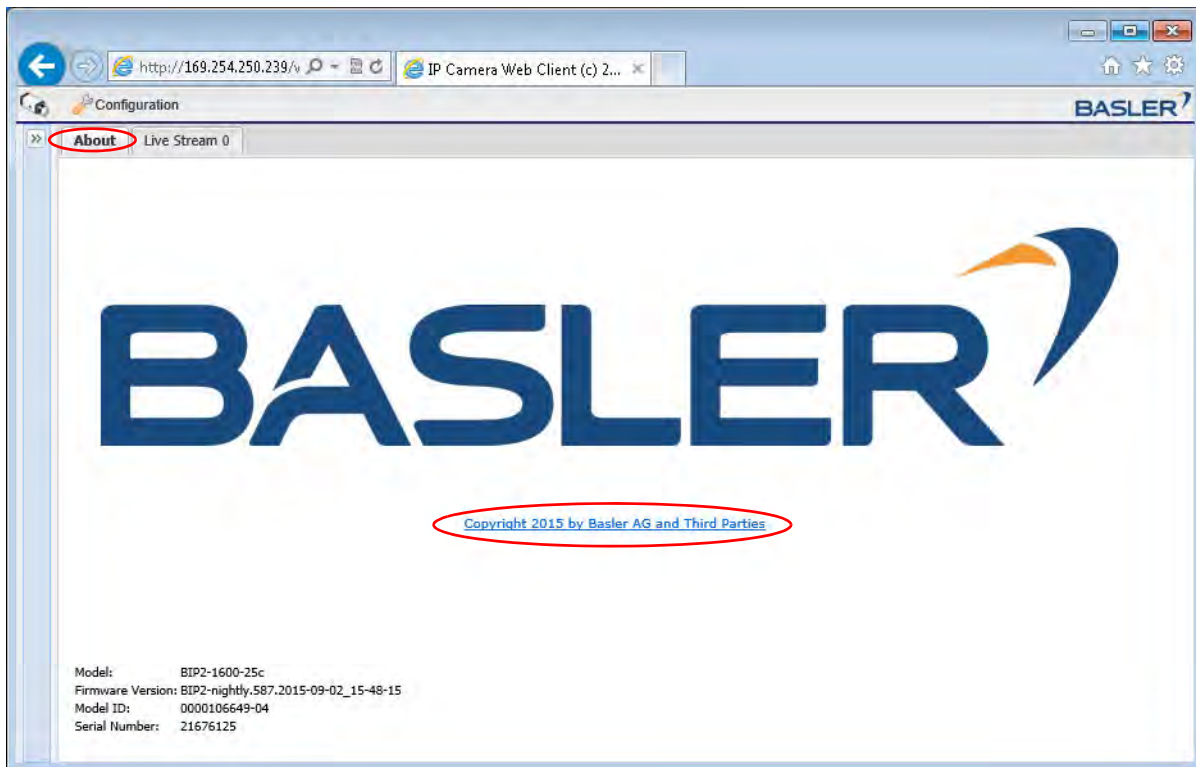 http://169.254.250.239/v
IP Camera Web Client (c) 2...
Configuration
BASLER
About
Live Stream 0
BASLER
Copyright 2015 by Basler AG and Third Parties
Model: BIP2-1600-25c
Firmware Version: BIP2-nightly.587.2015-09-02_15-48-15
Model ID: 0000106649-04
Serial Number: 21676125